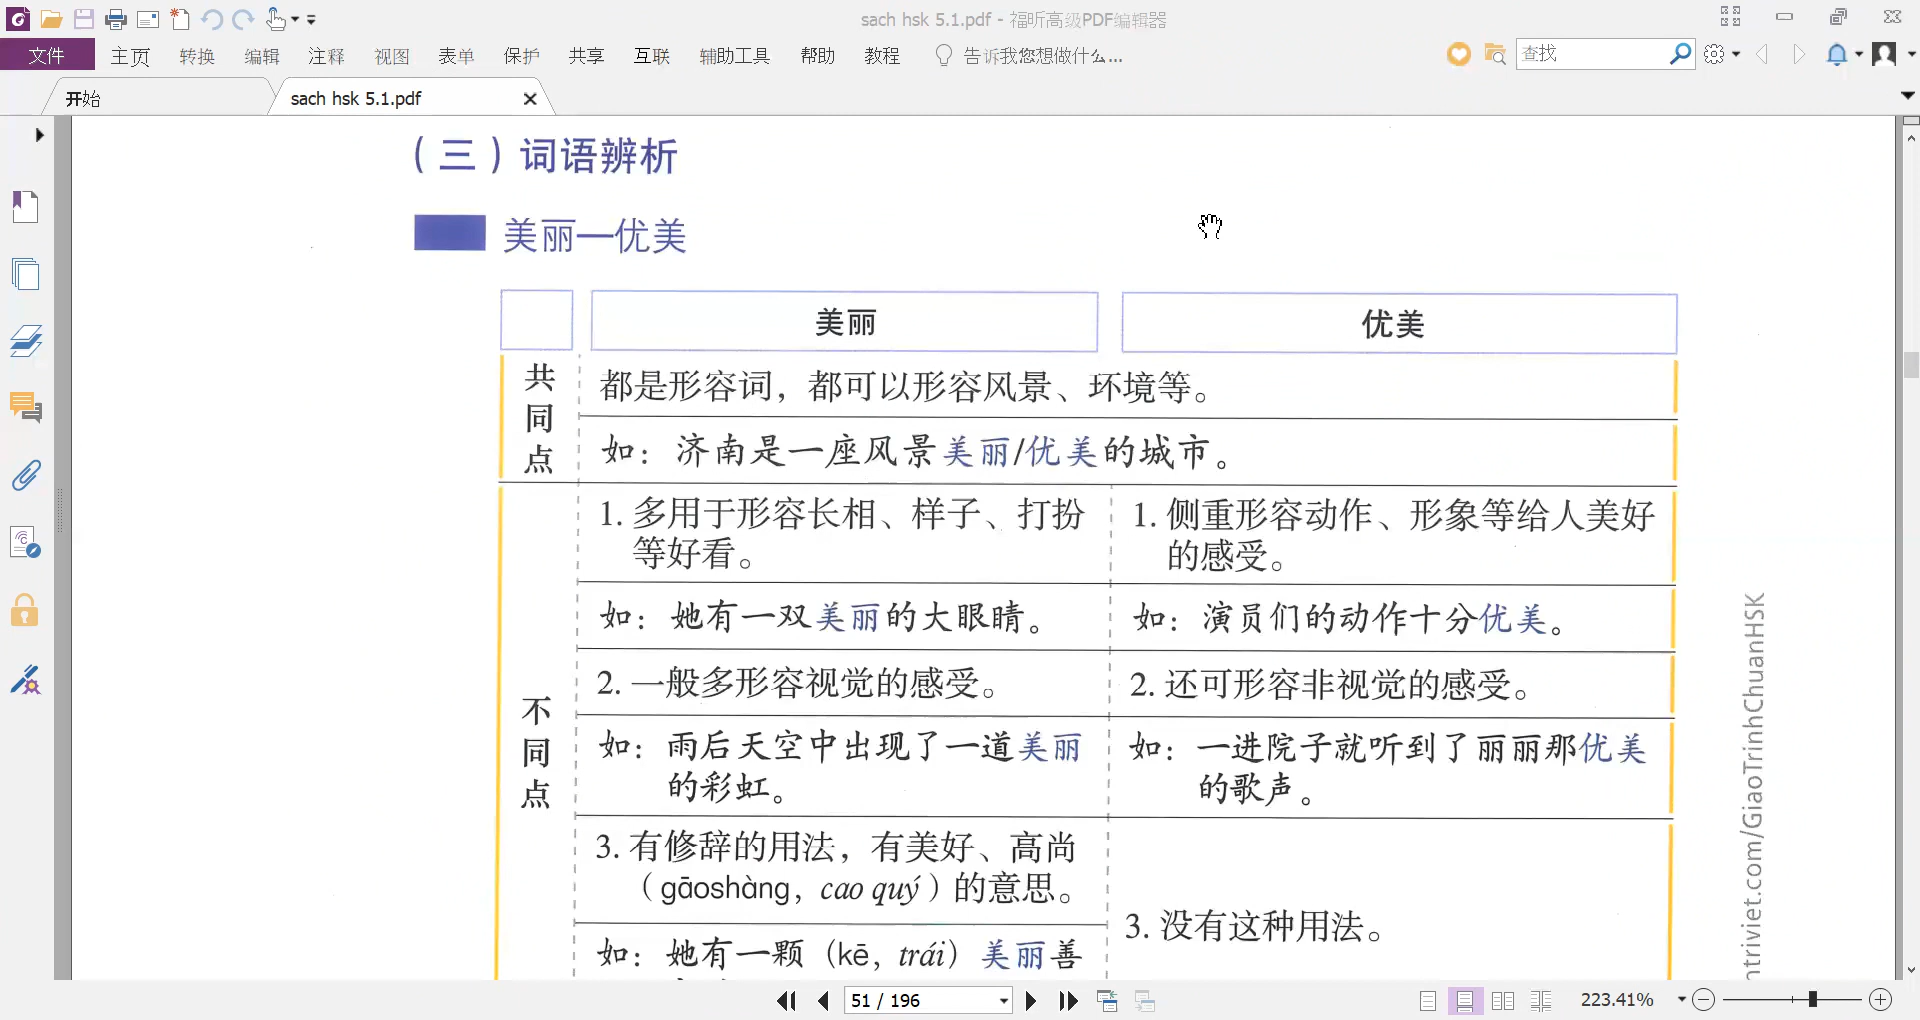 sach hsk 5.1.pdf - 福昕高级PDF编辑器
文件 主页 转换 编辑 注释 视图 表单 保护 共享 互联 辅助工具 帮助 教程 告诉我您想做什么... 查找
开始 sach hsk 5.1.pdf
（三）词语辨析
美丽—优美
美丽 优美
共同点
都是形容词，都可以形容风景、环境等。
如：济南是一座风景美丽/优美的城市。
不同点
1. 多用于形容长相、样子、打扮
等好看。
1. 侧重形容动作、形象等给人美好
的感受。
如：她有一双美丽的大眼睛。
如：演员们的动作十分优美。
2. 一般多形容视觉的感受。
2. 还可形容非视觉的感受。
如：雨后天空中出现了一道美丽
的彩虹。
如：一进院子就听到了丽丽那优美
的歌声。
3. 有修辞的用法，有美好、高尚
（gāoshàng，cao quý）的意思。
3. 没有这种用法。
如：她有一颗（kē，trái）美丽善
ntriviet.com/GiaoTrinhChuanHSK
51 / 196
223.41%